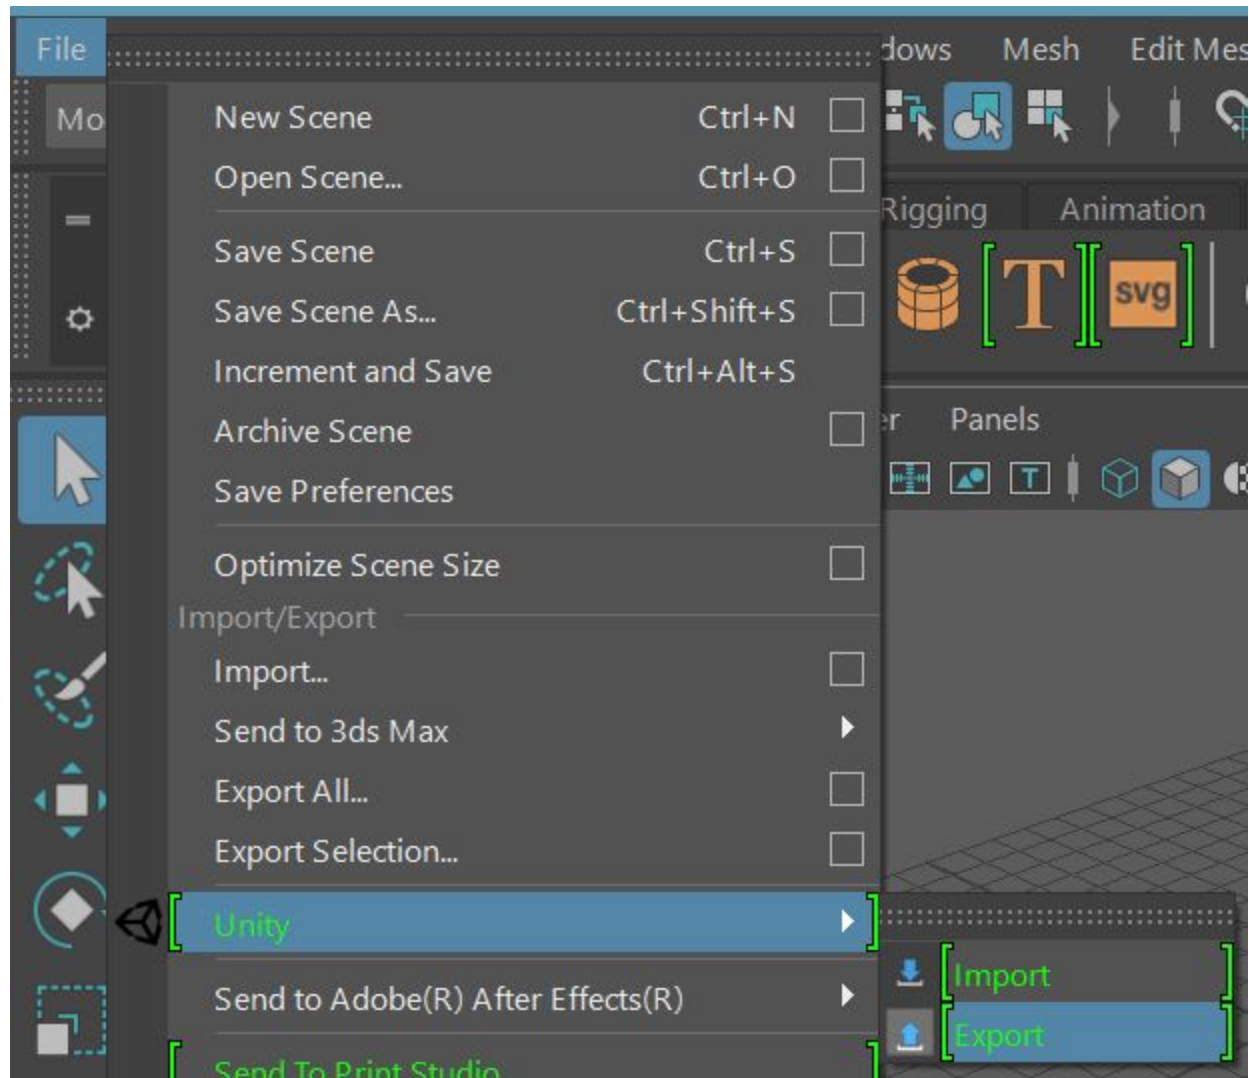 File
dows Mesh Edit Mes
Mo
New Scene Ctrl+N
Open Scene... Ctrl+O
Rigging Animation
Save Scene Ctrl+S
Save Scene As... Ctrl+Shift+S
T svg
Increment and Save Ctrl+Alt+S
Archive Scene
er Panels
Save Preferences
T
Optimize Scene Size
Import/Export
Import...
Send to 3ds Max
Export All...
Export Selection...
Unity
Import
Send to Adobe(R) After Effects(R)
Export
Send To Print Studio